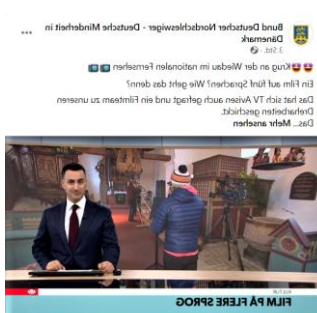 Bund Deutscher Nordschleswiger - Deutsche Minderheit in
Dänemark
3 Std. ·
Krug an der Wiedau im nationalen Fernsehen
Ein Film auf fünf Sprachen? Wie geht das denn?
Das hat sich TV Avisen auch gefragt und ein Filmteam zu unseren
Dreharbeiten geschickt.
Das... Mehr ansehen
KULTUR
FILM PÅ FLERE SPROG